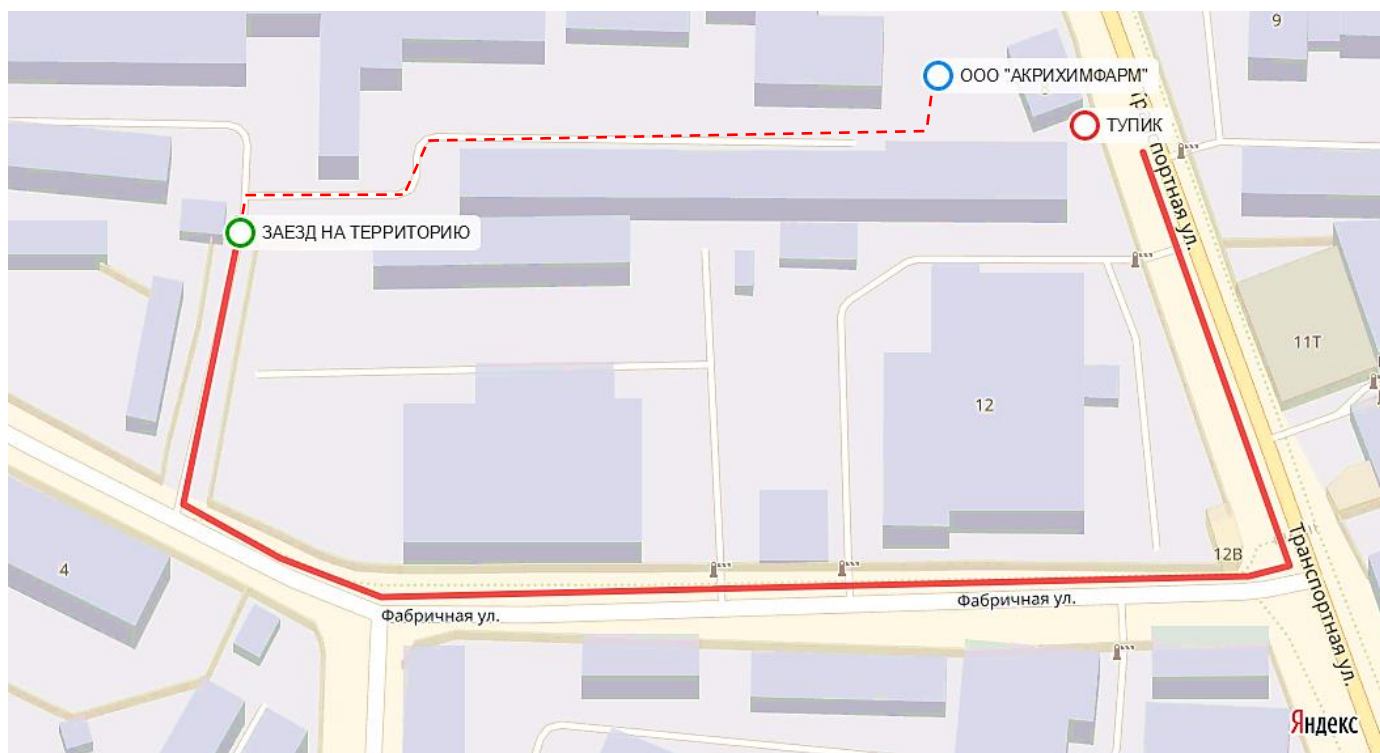 9
ООО "АКРИХИМФАРМ"
ТУПИК
Транспортная ул.
ЗАЕЗД НА ТЕРРИТОРИЮ
11Т
12
12В
4
Транспортная ул.
Фабричная ул.
Фабричная ул.
Яндекс